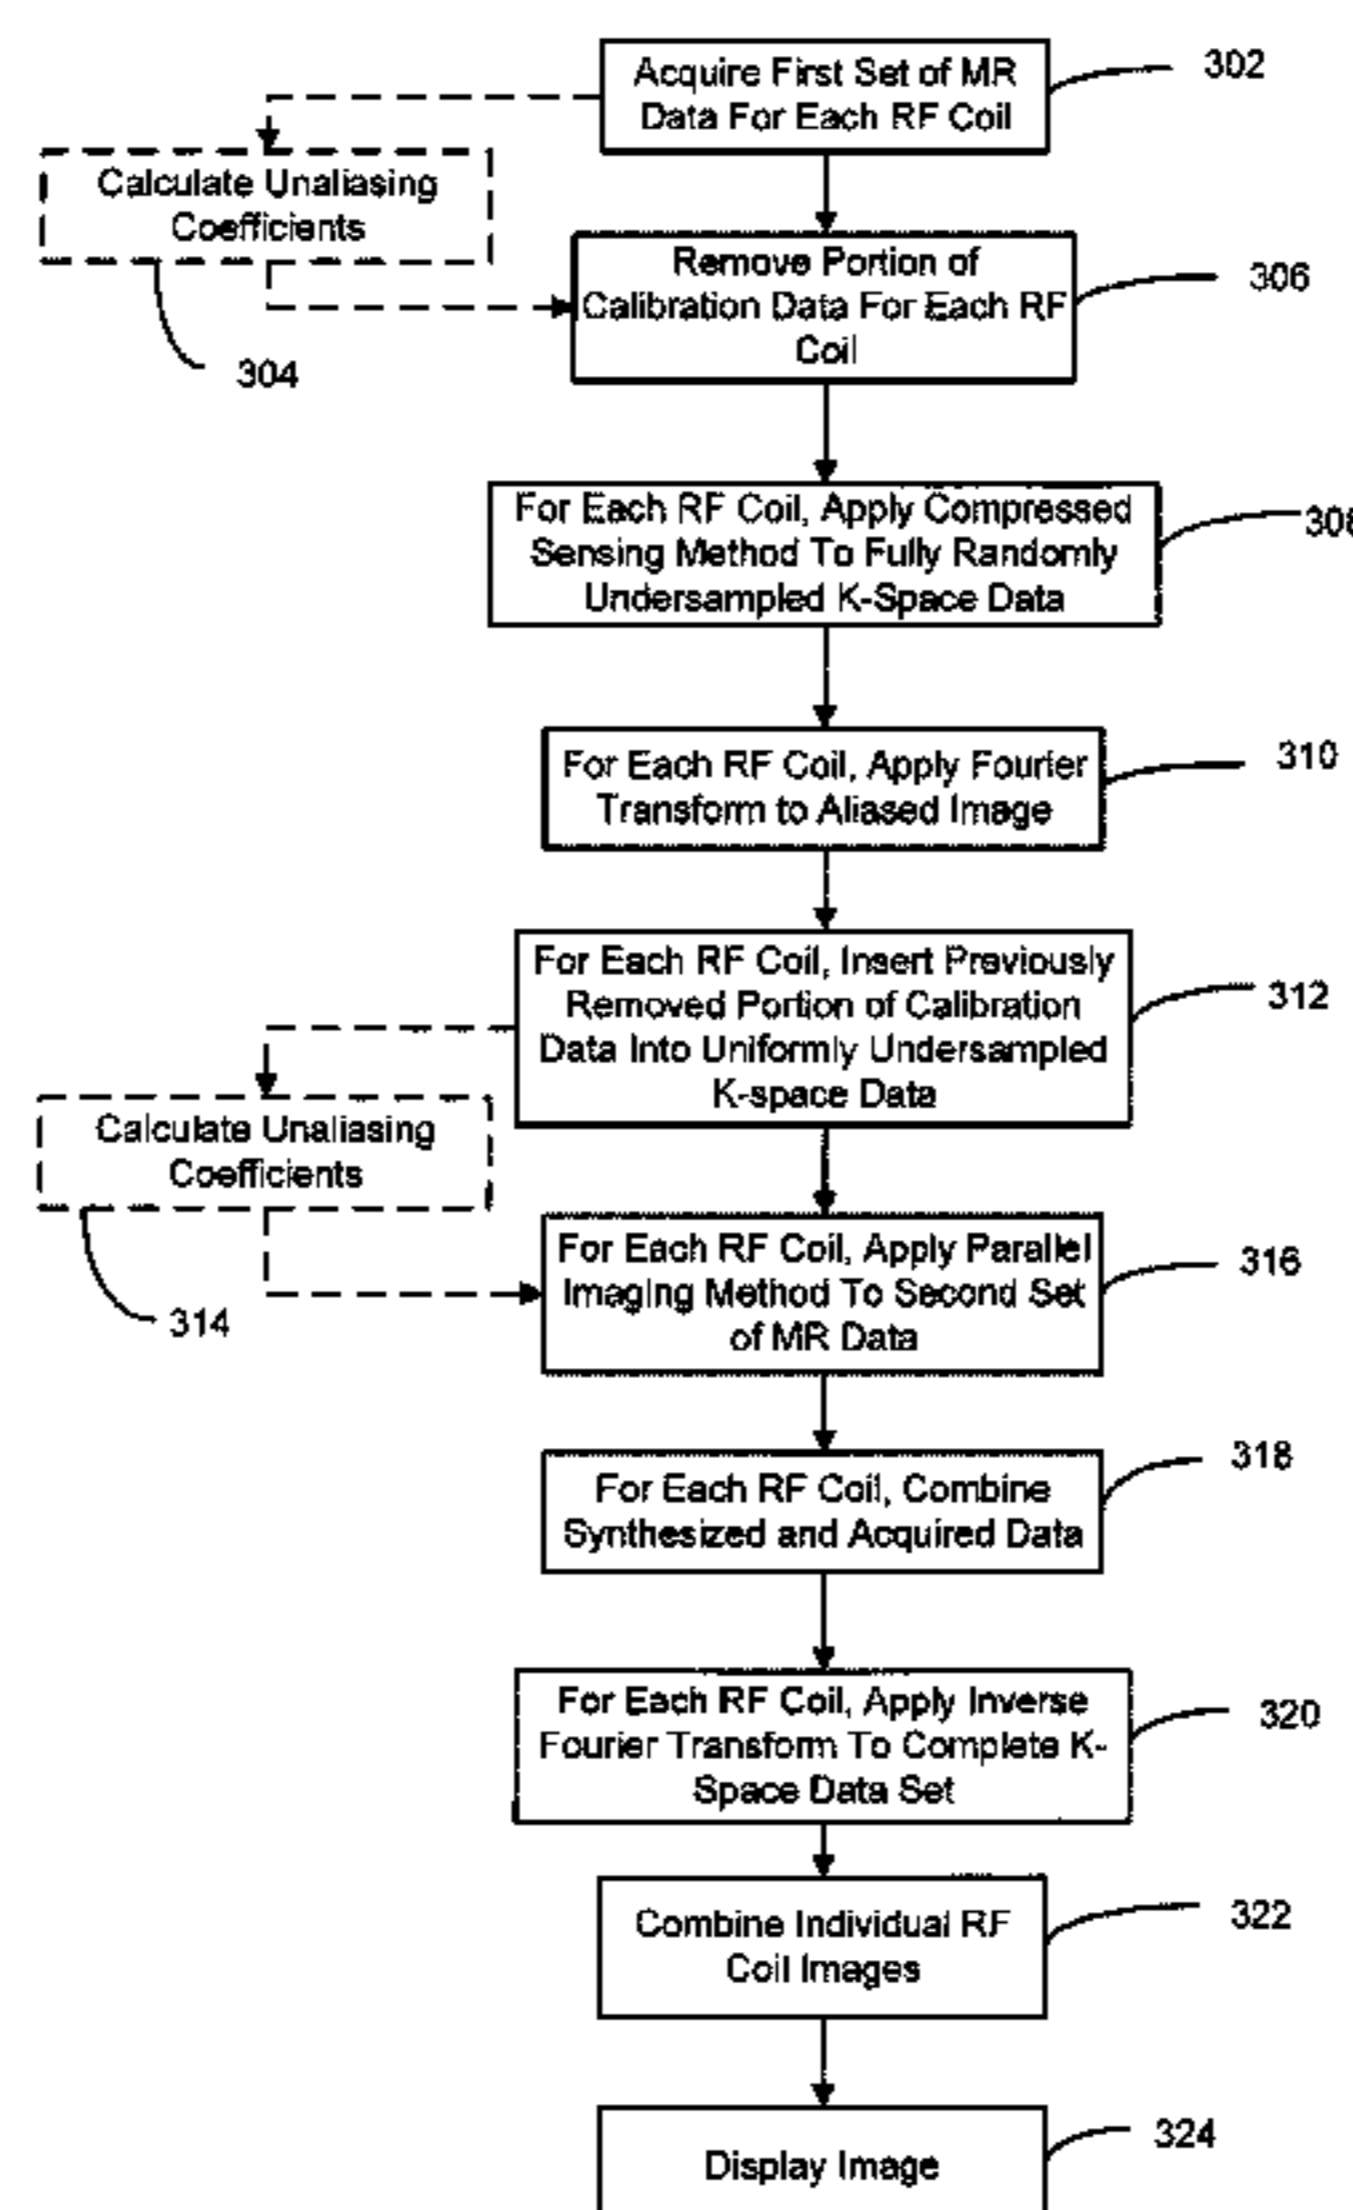 Acquire First Set of MR
Data For Each RF Coil
302
Calculate Unaliasing
Coefficients
304
Remove Portion of
Calibration Data For Each RF
Coil
306
For Each RF Coil, Apply Compressed
Sensing Method To Fully Randomly
Undersampled K-Space Data
308
For Each RF Coil, Apply Fourier
Transform to Aliased Image
310
For Each RF Coil, Insert Previously
Removed Portion of Calibration
Data Into Uniformly Undersampled
K-space Data
312
Calculate Unaliasing
Coefficients
314
For Each RF Coil, Apply Parallel
Imaging Method To Second Set
of MR Data
316
For Each RF Coil, Combine
Synthesized and Acquired Data
318
For Each RF Coil, Apply Inverse
Fourier Transform To Complete K-
Space Data Set
320
Combine Individual RF
Coil Images
322
Display Image
324